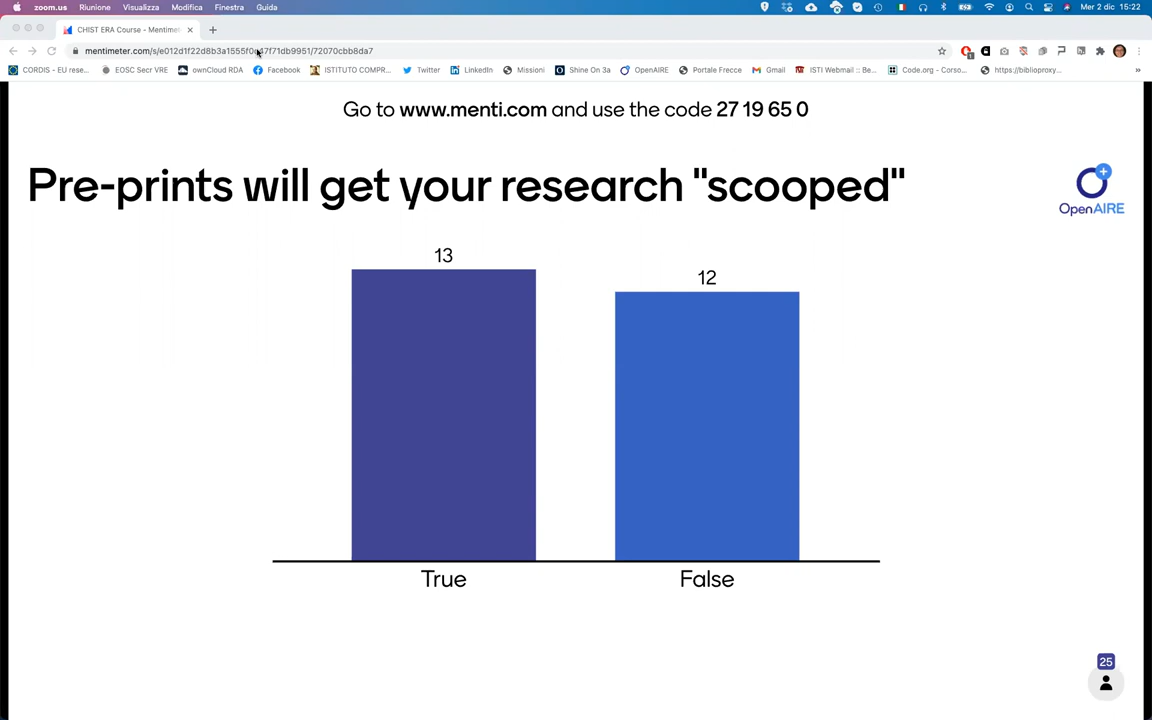 zoom.us Riunione Visualizza Modifica Finestra Guida Mer 2 dic 15:22
CHIST ERA Course - Mentimet
mentimeter.com/s/e012d1f22d8b3a1555f0c47f71db9951/72070cbb8da7
CORDIS - EU rese... EOSC Secr VRE ownCloud RDA Facebook ISTITUTO COMPR... Twitter LinkedIn Missioni Shine On 3a OpenAIRE Portale Frecce Gmail ISTI Webmail :: Be... Code.org - Corso... https://biblioproxy... »
Go to www.menti.com and use the code 27 19 65 0
Pre-prints will get your research "scooped"
OpenAIRE
13
12
True
False
25